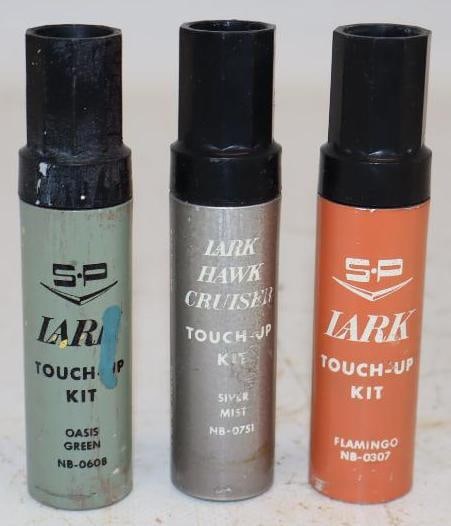 S·P
LARK
TOUCH-UP
KIT
OASIS
GREEN
NB-0608
LARK
HAWK
CRUISER
TOUCH-UP
KIT
SIVER
MIST
NB-0751
S·P
LARK
TOUCH-UP
KIT
FLAMINGO
NB-0307